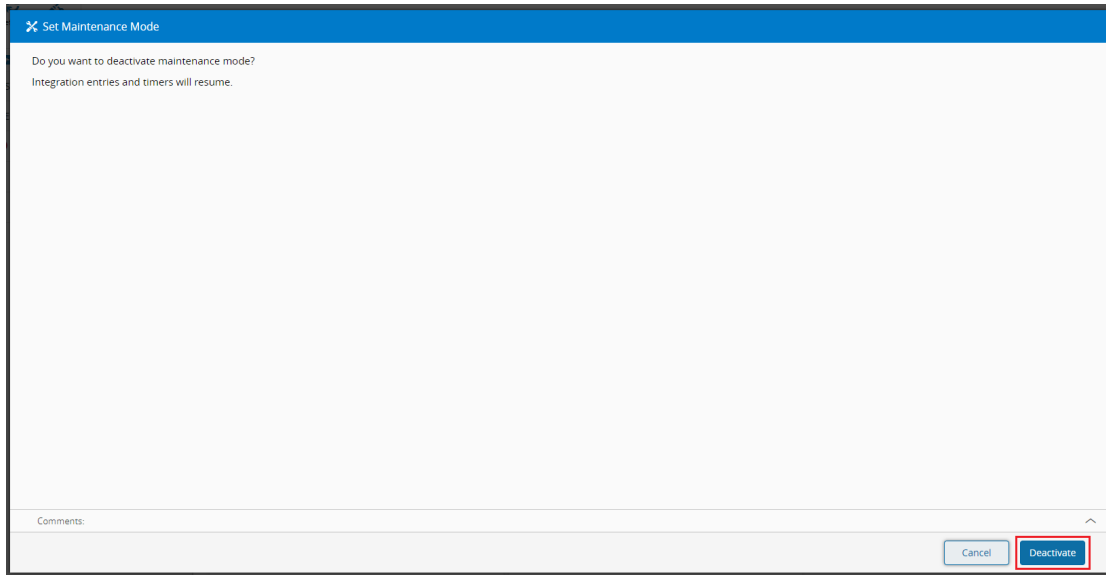 Set Maintenance Mode
Do you want to deactivate maintenance mode?
Integration entries and timers will resume.
Comments:
Cancel Deactivate